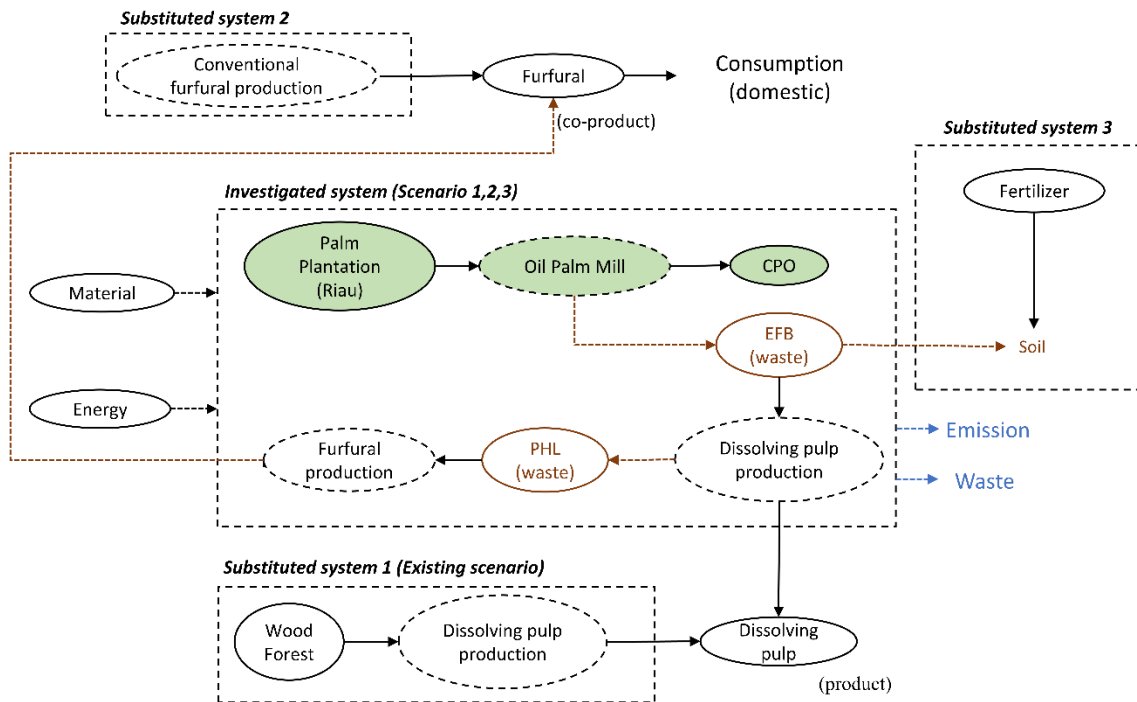 Substituted system 2
Conventional
furfural production
Furfural
(co-product)
Consumption
(domestic)
Substituted system 3
Fertilizer
Soil
Investigated system (Scenario 1,2,3)
Palm
Plantation
(Riau)
Oil Palm Mill
CPO
Material
EFB
(waste)
Energy
Furfural
production
PHL
(waste)
Dissolving pulp
production
Emission
Waste
Substituted system 1 (Existing scenario)
Wood
Forest
Dissolving pulp
production
Dissolving
pulp
(product)